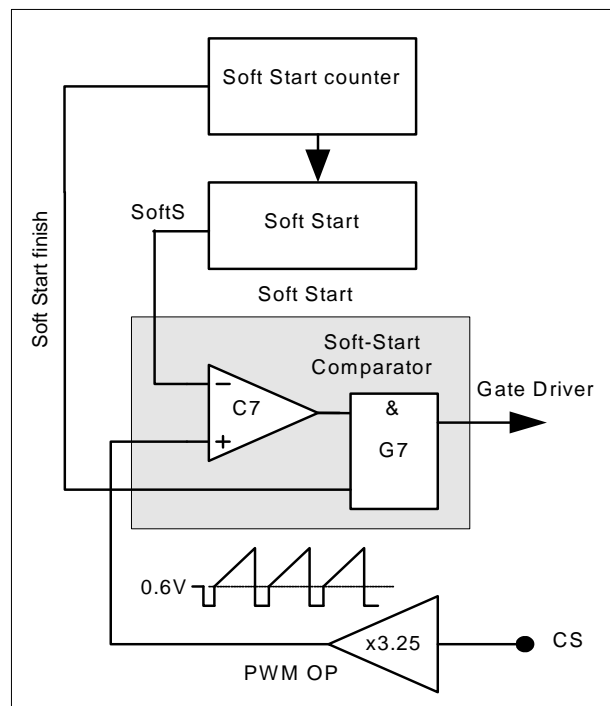 Soft Start counter
SoftS
Soft Start
Soft Start finish
Soft Start
Soft-Start
Comparator
Gate Driver
−
C7
+
&
G7
0.6V
x3.25
CS
PWM OP